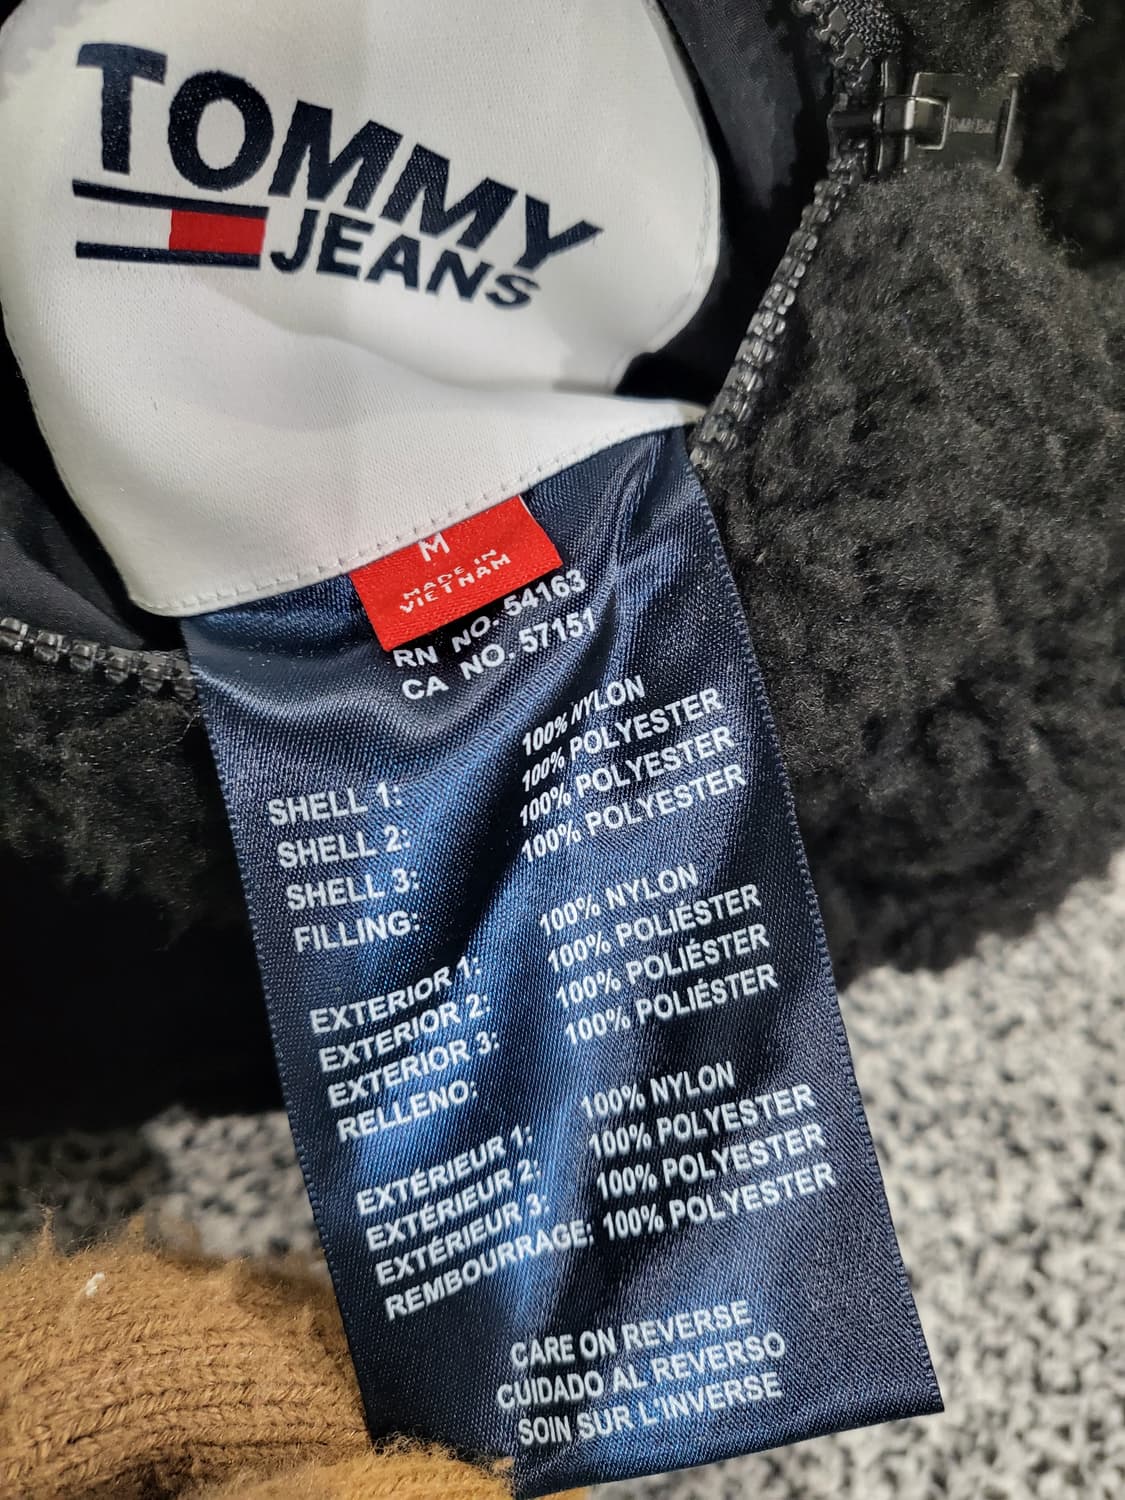 TOMMY
JEANS
M
MADE IN
VIETNAM
RN NO. 54163
CA NO. 57151
SHELL 1: 100% NYLON
SHELL 2: 100% POLYESTER
SHELL 3: 100% POLYESTER
FILLING: 100% POLYESTER
EXTERIOR 1: 100% NYLON
EXTERIOR 2: 100% POLIÉSTER
EXTERIOR 3: 100% POLIÉSTER
RELLENO: 100% POLIÉSTER
EXTÉRIEUR 1: 100% NYLON
EXTÉRIEUR 2: 100% POLYESTER
EXTÉRIEUR 3: 100% POLYESTER
REMBOURRAGE: 100% POLYESTER
CARE ON REVERSE
CUIDADO AL REVERSO
SOIN SUR L'INVERSE